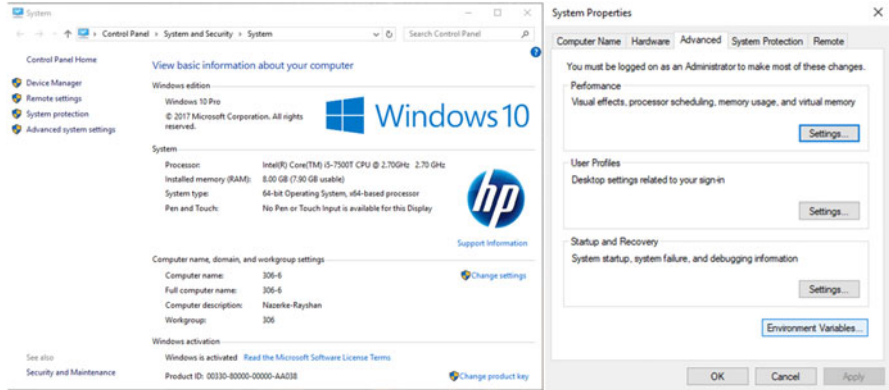 System
Control Panel > System and Security > System
Search Control Panel
Control Panel Home
Device Manager
Remote settings
System protection
Advanced system settings
See also
Security and Maintenance
View basic information about your computer
Windows edition
Windows 10 Pro
© 2017 Microsoft Corporation. All rights
reserved.
Windows 10
System
Processor: Intel(R) Core(TM) i5-7500T CPU @ 2.70GHz 2.70 GHz
Installed memory (RAM): 8.00 GB (7.90 GB usable)
System type: 64-bit Operating System, x64-based processor
Pen and Touch: No Pen or Touch Input is available for this Display
hp
Support Information
Computer name, domain, and workgroup settings
Computer name: 306-6
Change settings
Full computer name: 306-6
Computer description: Nazerke-Rayshan
Workgroup: 306
Windows activation
Windows is activated Read the Microsoft Software License Terms
Product ID: 00330-80000-00000-AA038
Change product key
System Properties
Computer Name Hardware Advanced System Protection Remote
You must be logged on as an Administrator to make most of these changes.
Performance
Visual effects, processor scheduling, memory usage, and virtual memory
Settings...
User Profiles
Desktop settings related to your sign-in
Settings...
Startup and Recovery
System startup, system failure, and debugging information
Settings...
Environment Variables...
OK Cancel Apply